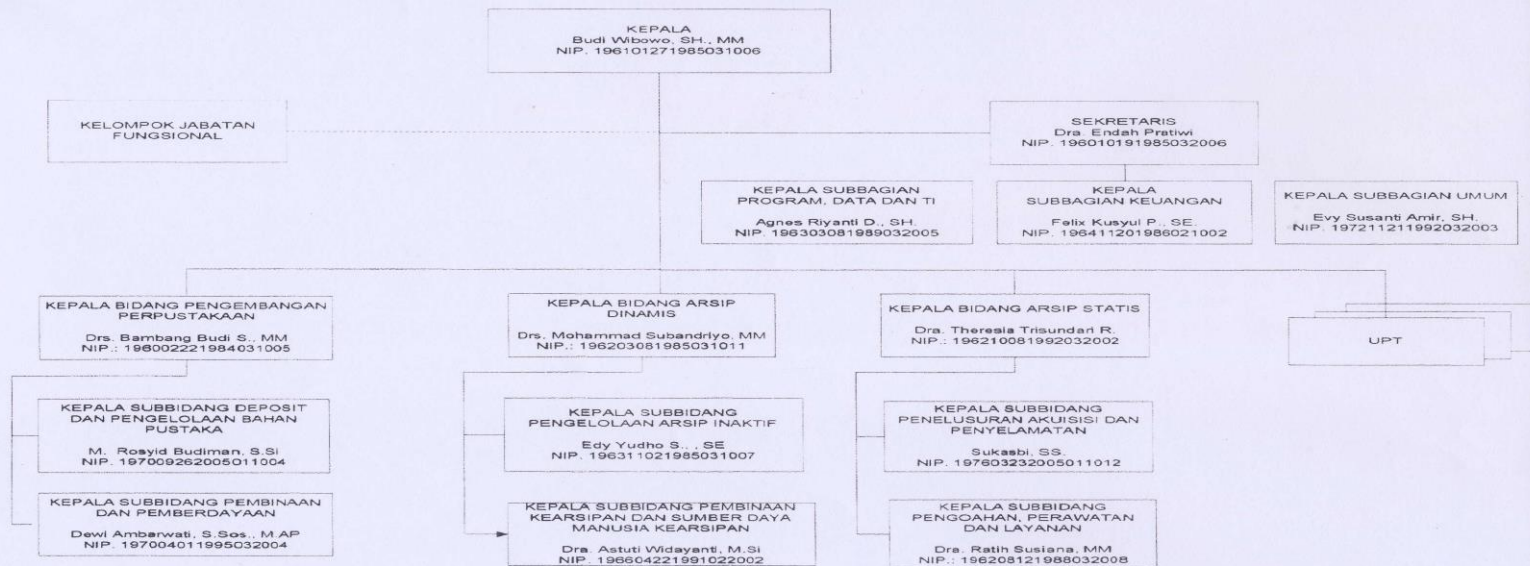 KEPALA
Budi Wibowo, SH., MM
NIP. 196101271985031006
KELOMPOK JABATAN
FUNGSIONAL
SEKRETARIS
Dra. Endah Pratiwi
NIP. 196010191985032006
KEPALA SUBBAGIAN
PROGRAM, DATA DAN TI
Agnes Riyanti D., SH.
NIP. 196303081989032005
KEPALA
SUBBAGIAN KEUANGAN
Felix Kusyul P., SE.
NIP. 196411201986021002
KEPALA SUBBAGIAN UMUM
Evy Susanti Amir, SH.
NIP. 197211211992032003
KEPALA BIDANG PENGEMBANGAN
PERPUSTAKAAN
Drs. Bambang Budi S., MM
NIP.: 196002221984031005
KEPALA BIDANG ARSIP
DINAMIS
Drs. Mohammad Subandriyo, MM
NIP.: 196203081985031011
KEPALA BIDANG ARSIP STATIS
Dra. Theresia Trisundari R.
NIP.: 196210081992032002
UPT
KEPALA SUBBIDANG DEPOSIT
DAN PENGELOLAAN BAHAN
PUSTAKA
M. Rosyid Budiman, S.Si
NIP. 197009262005011004
KEPALA SUBBIDANG
PENGELOLAAN ARSIP INAKTIF
Edy Yudho S., , SE
NIP. 196311021985031007
KEPALA SUBBIDANG
PENELUSURAN AKUISISI DAN
PENYELAMATAN
Sukasbi, SS.
NIP. 197603232005011012
KEPALA SUBBIDANG PEMBINAAN
DAN PEMBERDAYAAN
Dewi Ambarwati, S.Sos., M.AP
NIP. 197004011995032004
KEPALA SUBBIDANG PEMBINAAN
KEARSIPAN DAN SUMBER DAYA
MANUSIA KEARSIPAN
Dra. Astuti Widayanti, M.Si
NIP. 196604221991022002
KEPALA SUBBIDANG
PENGOAHAN, PERAWATAN
DAN LAYANAN
Dra. Ratih Susiana, MM
NIP.: 196208121988032008